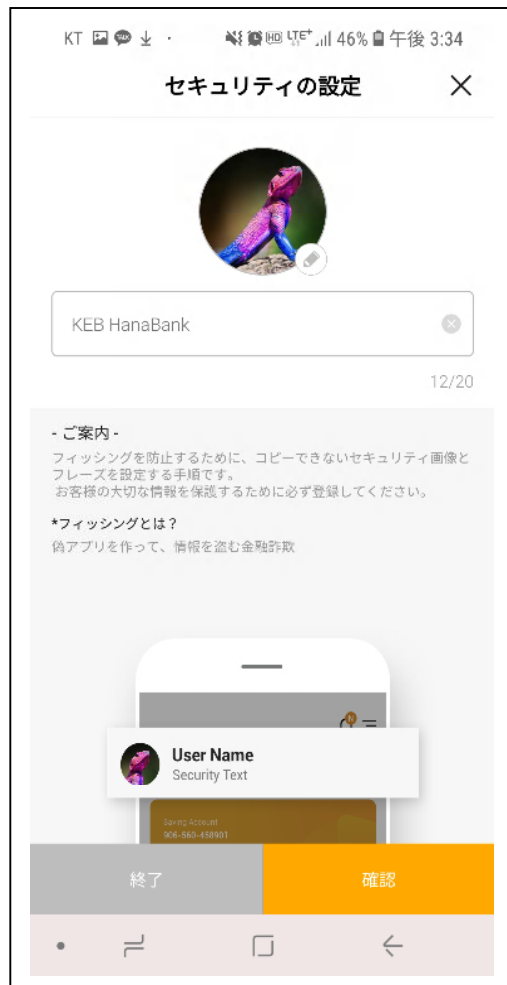 KT HD LTE+ 46% 午後 3:34
セキュリティの設定
KEB HanaBank
12/20
- ご案内 -
フィッシングを防止するために、コピーできないセキュリティ画像と
フレーズを設定する手順です。
お客様の大切な情報を保護するために必ず登録してください。
*フィッシングとは？
偽アプリを作って、情報を盗む金融詐欺
N
User Name
Security Text
Saving Account
906-560-458901
終了 確認